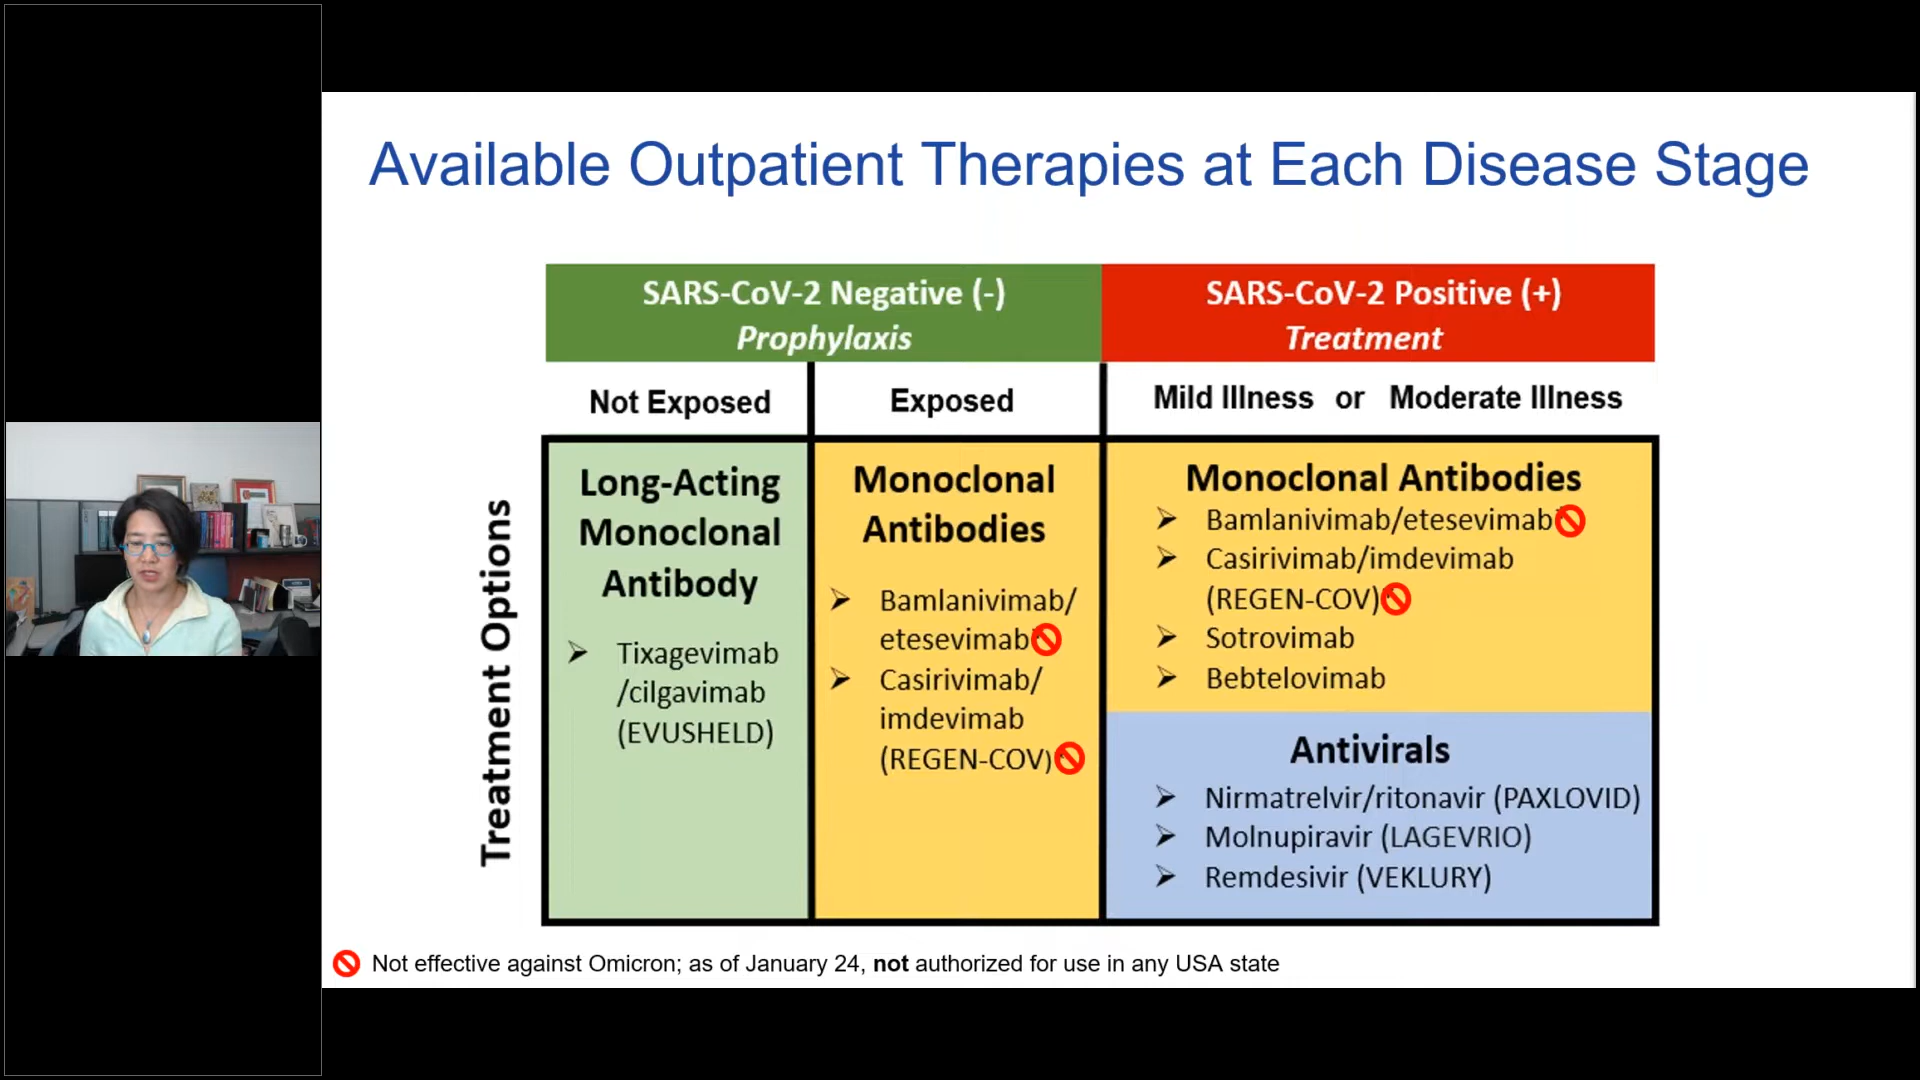 Available Outpatient Therapies at Each Disease Stage
SARS-CoV-2 Negative (-)
Prophylaxis
SARS-CoV-2 Positive (+)
Treatment
Not Exposed
Exposed
Mild Illness or Moderate Illness
Treatment Options
Long-Acting
Monoclonal
Antibody
➢ Tixagevimab
/cilgavimab
(EVUSHELD)
Monoclonal
Antibodies
➢ Bamlanivimab/
etesevimab
➢ Casirivimab/
imdevimab
(REGEN-COV)
Monoclonal Antibodies
➢ Bamlanivimab/etesevimab
➢ Casirivimab/imdevimab
(REGEN-COV)
➢ Sotrovimab
➢ Bebtelovimab
Antivirals
➢ Nirmatrelvir/ritonavir (PAXLOVID)
➢ Molnupiravir (LAGEVRIO)
➢ Remdesivir (VEKLURY)
Not effective against Omicron; as of January 24, not authorized for use in any USA state